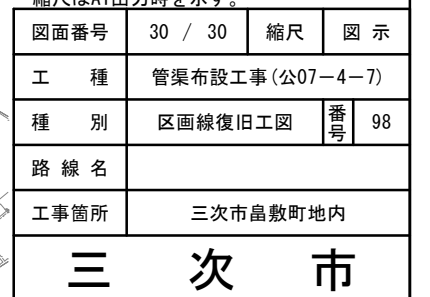 縮尺はA1出力時を示す。
図面番号 30 / 30 縮尺 図 示
工 種 管渠布設工事(公07−4−7)
種 別 区画線復旧工図 番号 98
路 線 名
工事箇所 三次市畠敷町地内
三 次 市